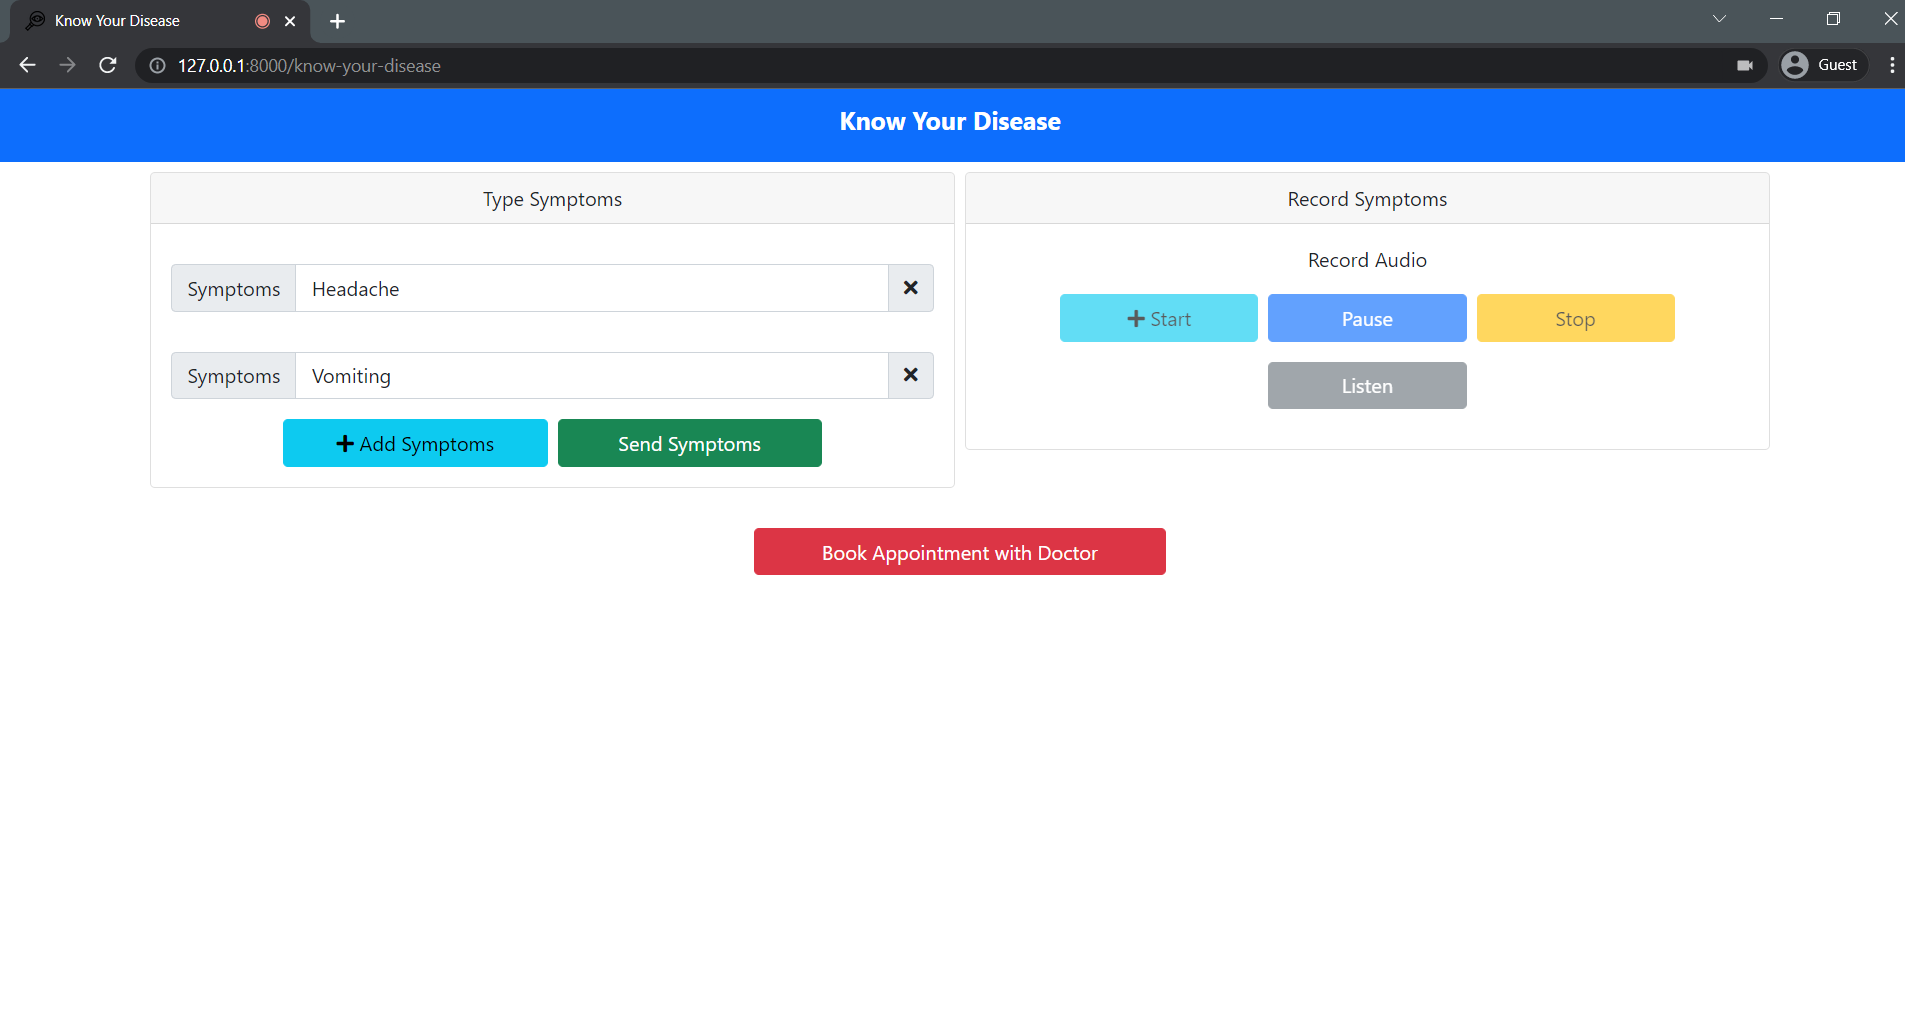 Know Your Disease
127.0.0.1:8000/know-your-disease
Guest
Know Your Disease
Type Symptoms
Symptoms Headache
Symptoms Vomiting
Add Symptoms Send Symptoms
Record Symptoms
Record Audio
Start Pause Stop
Listen
Book Appointment with Doctor